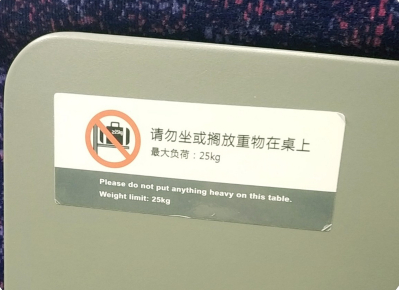 ≥25kg
请勿坐或搁放重物在桌上
最大负荷：25kg
Please do not put anything heavy on this table.
Weight limit: 25kg